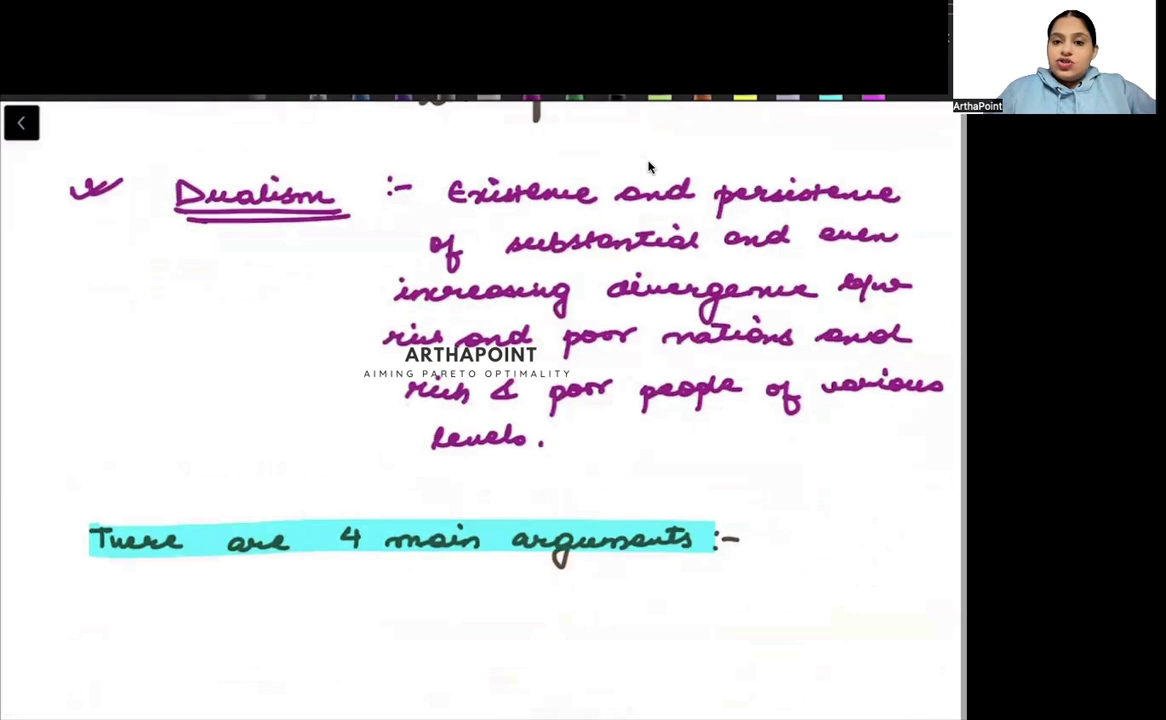 ArthaPoint
Dualism :- Existence and persistence
of substantial and even
increasing divergence b/w
rich and poor nations and
ARTHAPOINT
AIMING PARETO OPTIMALITY
rich & poor people of various
levels.
There are 4 main arguments :-